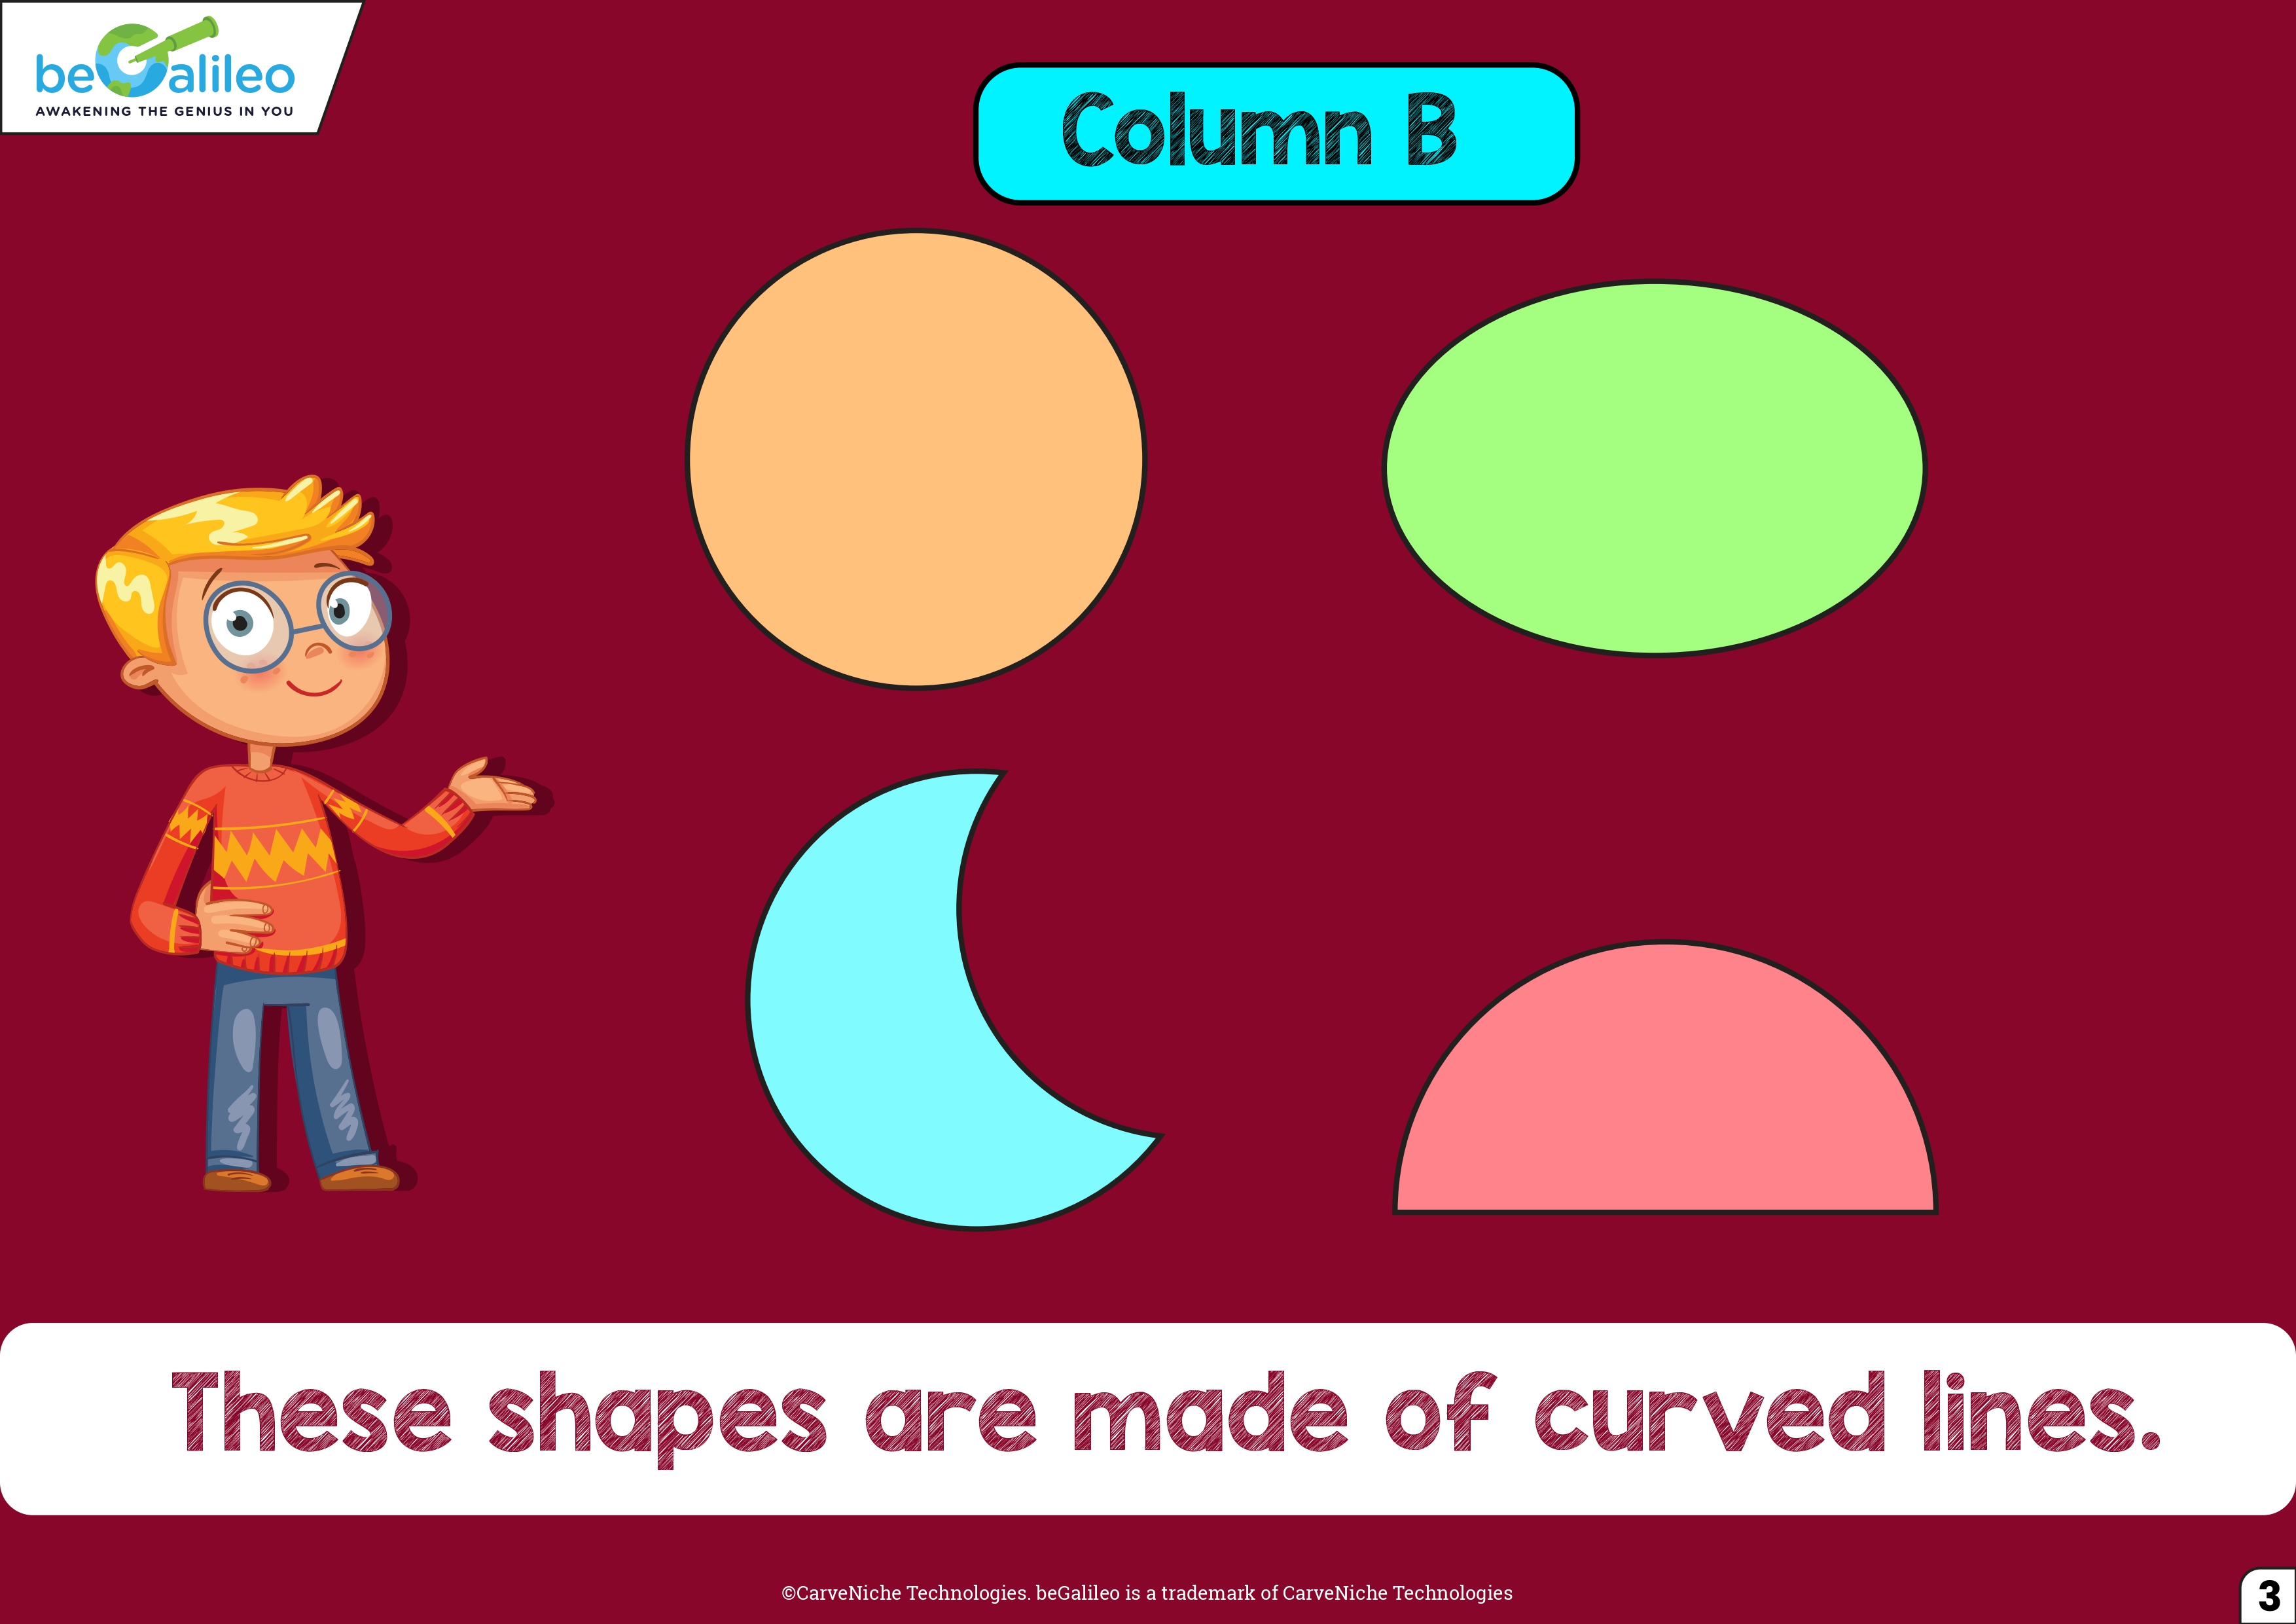 beGalileo
AWAKENING THE GENIUS IN YOU
Column B
These shapes are made of curved lines.
©CarveNiche Technologies. beGalileo is a trademark of CarveNiche Technologies
3